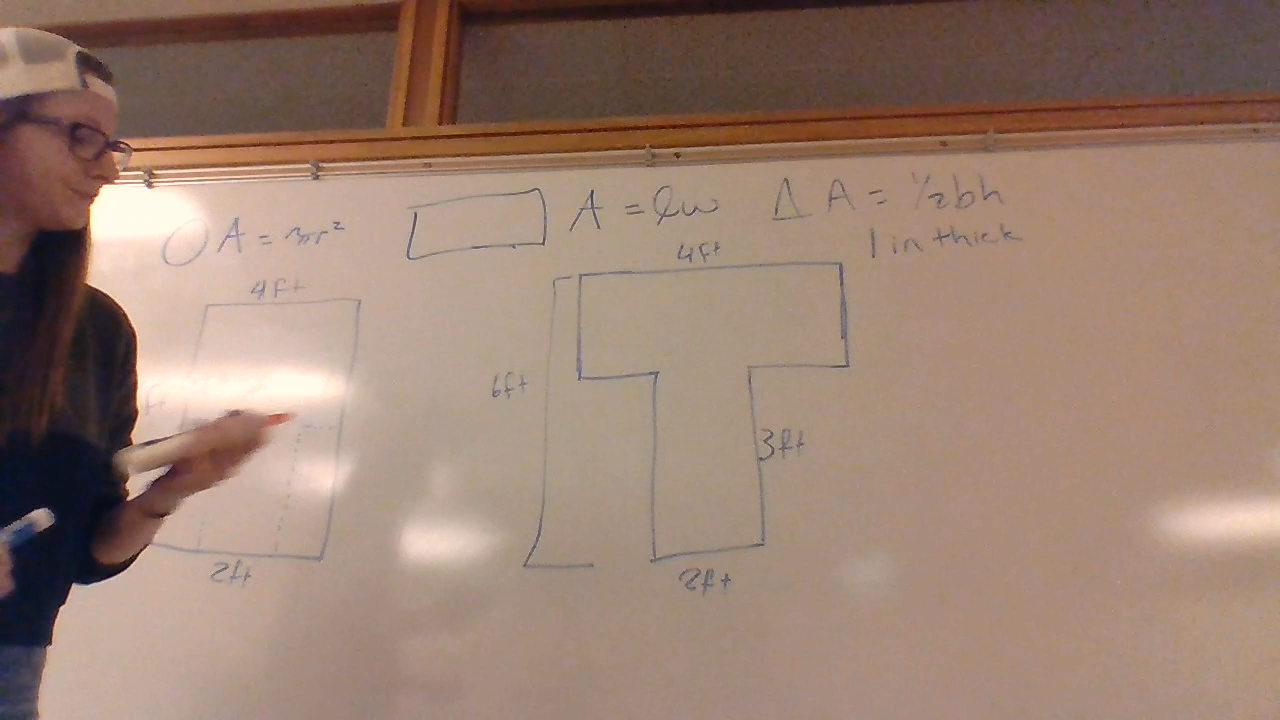 A = πr²
A = lw
A = ½bh
1 in thick
4ft
4ft
6ft
3ft
2ft
2ft